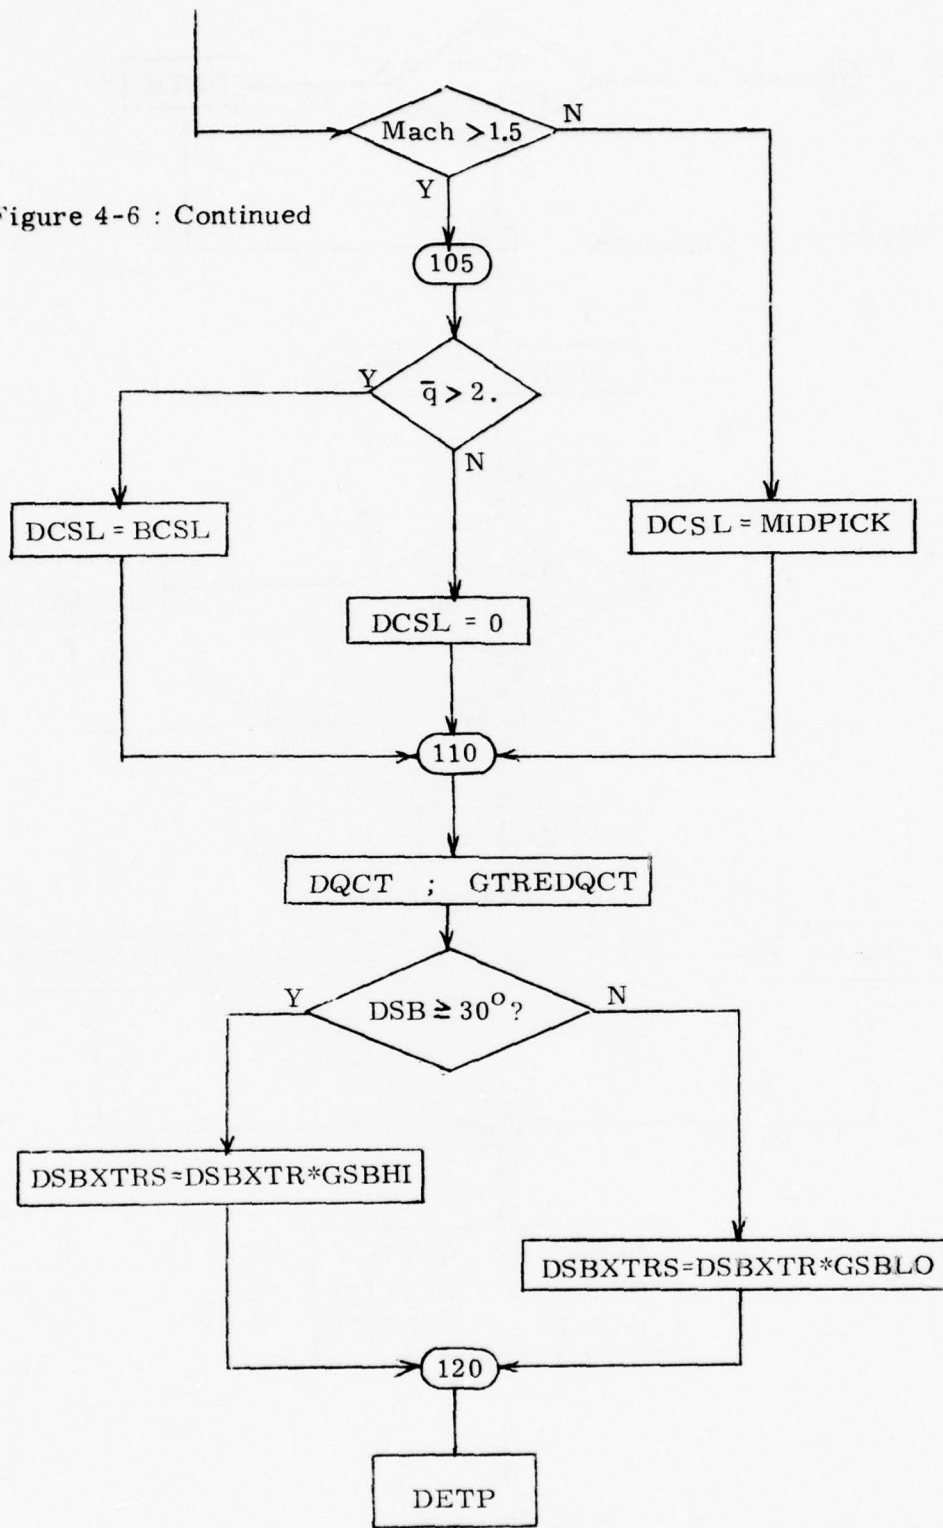 Mach > 1.5
N
Y
Figure 4-6 : Continued
105
Y
q̄ > 2.
N
DCSL = BCSL
DCSL = MIDPICK
DCSL = 0
110
DQCT ; GTREDQCT
Y
DSB ≥ 30° ?
N
DSBXTRS=DSBXTR*GSBHI
DSBXTRS=DSBXTR*GSBLO
120
DETP